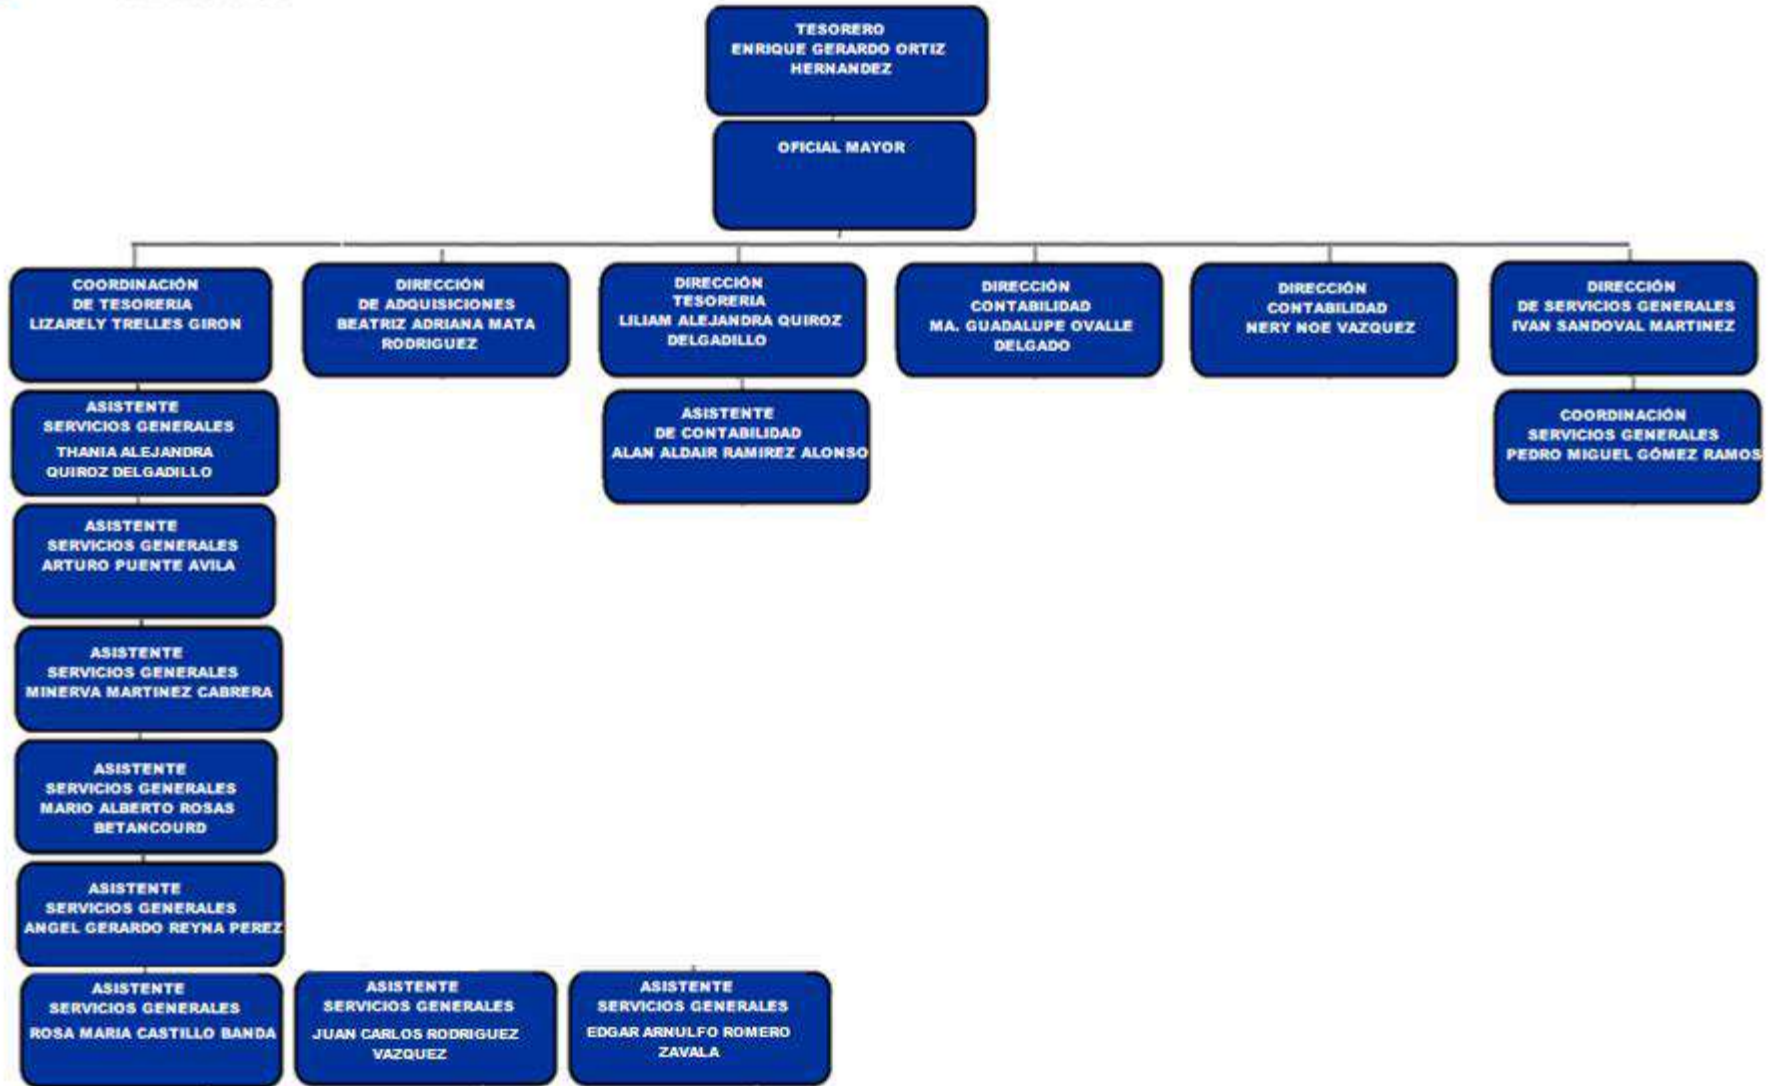 TESORERO
ENRIQUE GERARDO ORTIZ
HERNANDEZ
OFICIAL MAYOR
COORDINACIÓN
DE TESORERIA
LIZARELY TRELLES GIRON
DIRECCIÓN
DE ADQUISICIONES
BEATRIZ ADRIANA MATA
RODRIGUEZ
DIRECCIÓN
TESORERIA
LILIAM ALEJANDRA QUIROZ
DELGADILLO
DIRECCIÓN
CONTABILIDAD
MA. GUADALUPE OVALLE
DELGADO
DIRECCIÓN
CONTABILIDAD
NERY NOE VAZQUEZ
DIRECCIÓN
DE SERVICIOS GENERALES
IVAN SANDOVAL MARTINEZ
ASISTENTE
SERVICIOS GENERALES
THANIA ALEJANDRA
QUIROZ DELGADILLO
ASISTENTE
DE CONTABILIDAD
ALAN ALDAIR RAMIREZ ALONSO
COORDINACIÓN
SERVICIOS GENERALES
PEDRO MIGUEL GÓMEZ RAMOS
ASISTENTE
SERVICIOS GENERALES
ARTURO PUENTE AVILA
ASISTENTE
SERVICIOS GENERALES
MINERVA MARTINEZ CABRERA
ASISTENTE
SERVICIOS GENERALES
MARIO ALBERTO ROSAS
BETANCOURD
ASISTENTE
SERVICIOS GENERALES
ANGEL GERARDO REYNA PEREZ
ASISTENTE
SERVICIOS GENERALES
ROSA MARIA CASTILLO BANDA
ASISTENTE
SERVICIOS GENERALES
JUAN CARLOS RODRIGUEZ
VAZQUEZ
ASISTENTE
SERVICIOS GENERALES
EDGAR ARNULFO ROMERO
ZAVALA